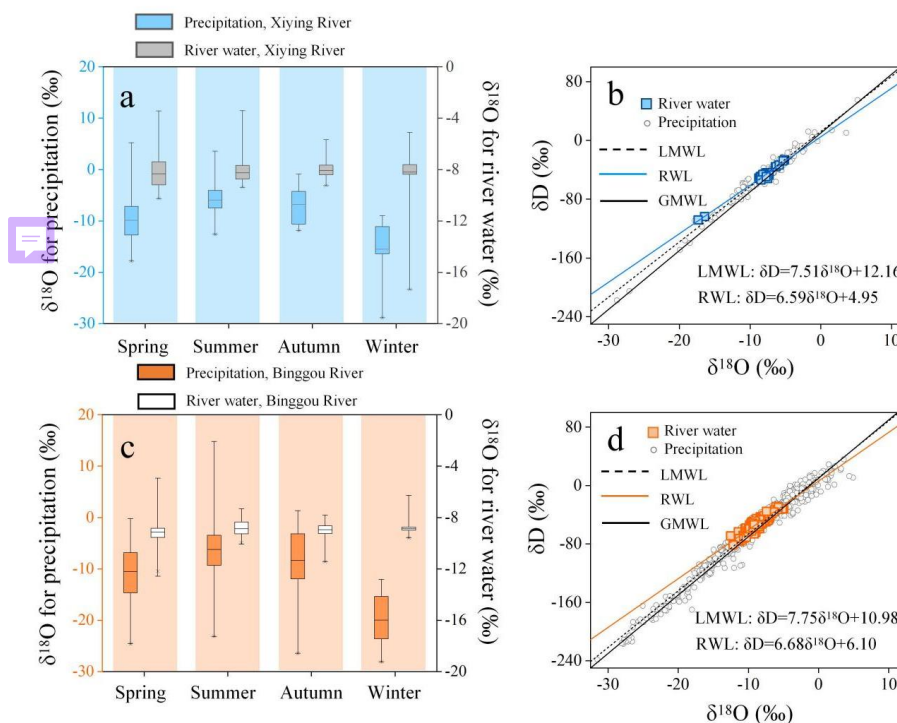 Precipitation, Xiying River
River water, Xiying River
a
δ¹⁸O for precipitation (‰)
20
10
0
-10
-20
-30
0
-4
-8
-12
-16
-20
δ¹⁸O for river water (‰)
Spring Summer Autumn Winter
b
River water
Precipitation
LMWL
RWL
GMWL
δD (‰)
80
0
-80
-160
-240
LMWL: δD=7.51δ¹⁸O+12.16
RWL: δD=6.59δ¹⁸O+4.95
-30 -20 -10 0 10
δ¹⁸O (‰)
Precipitation, Binggou River
River water, Binggou River
c
δ¹⁸O for precipitation (‰)
20
10
0
-10
-20
-30
0
-4
-8
-12
-16
-20
δ¹⁸O for river water (‰)
Spring Summer Autumn Winter
d
River water
Precipitation
LMWL
RWL
GMWL
δD (‰)
80
0
-80
-160
-240
LMWL: δD=7.75δ¹⁸O+10.98
RWL: δD=6.68δ¹⁸O+6.10
-30 -20 -10 0 10
δ¹⁸O (‰)